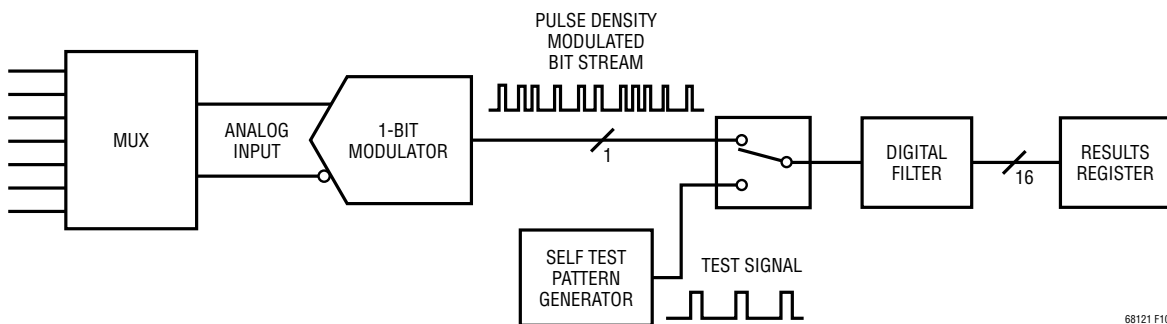 PULSE DENSITY
MODULATED
BIT STREAM
MUX
ANALOG
INPUT
1-BIT
MODULATOR
1
DIGITAL
FILTER
16
RESULTS
REGISTER
SELF TEST
PATTERN
GENERATOR
TEST SIGNAL